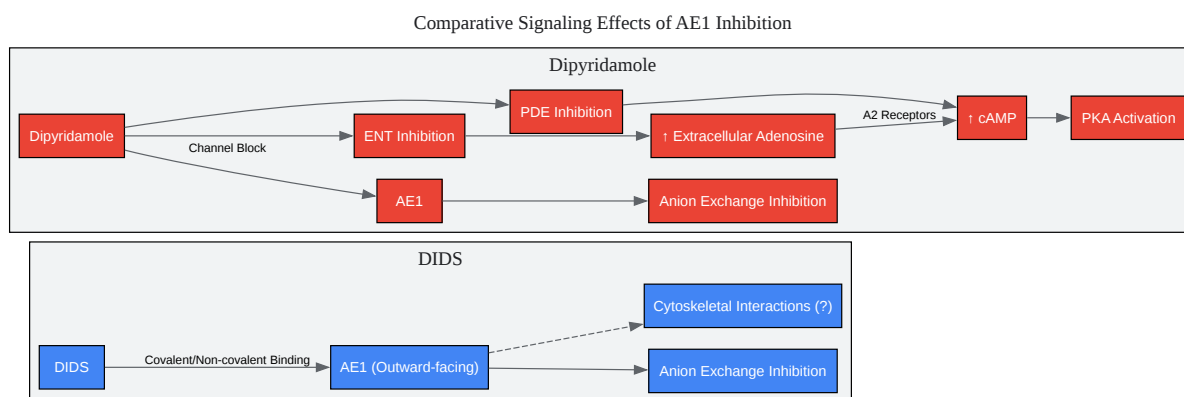 Comparative Signaling Effects of AE1 Inhibition
Dipyridamole
PDE Inhibition
A2 Receptors
↑ cAMP
PKA Activation
Dipyridamole
ENT Inhibition
↑ Extracellular Adenosine
Channel Block
AE1
Anion Exchange Inhibition
DIDS
Cytoskeletal Interactions (?)
DIDS
Covalent/Non-covalent Binding
AE1 (Outward-facing)
Anion Exchange Inhibition